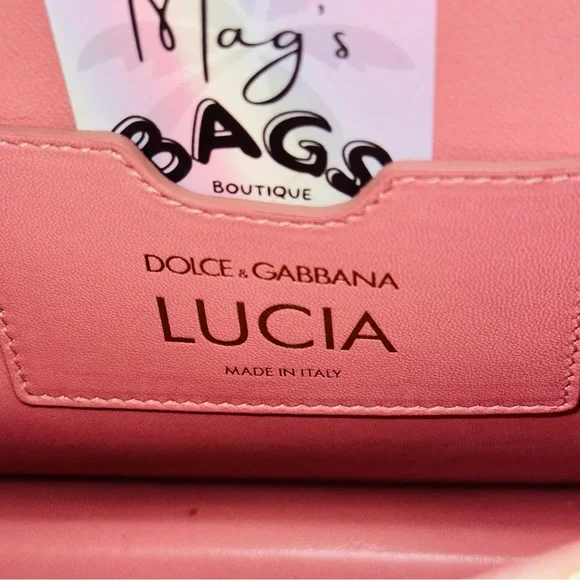 Mag's
BAGS
BOUTIQUE
DOLCE & GABBANA
LUCIA
MADE IN ITALY